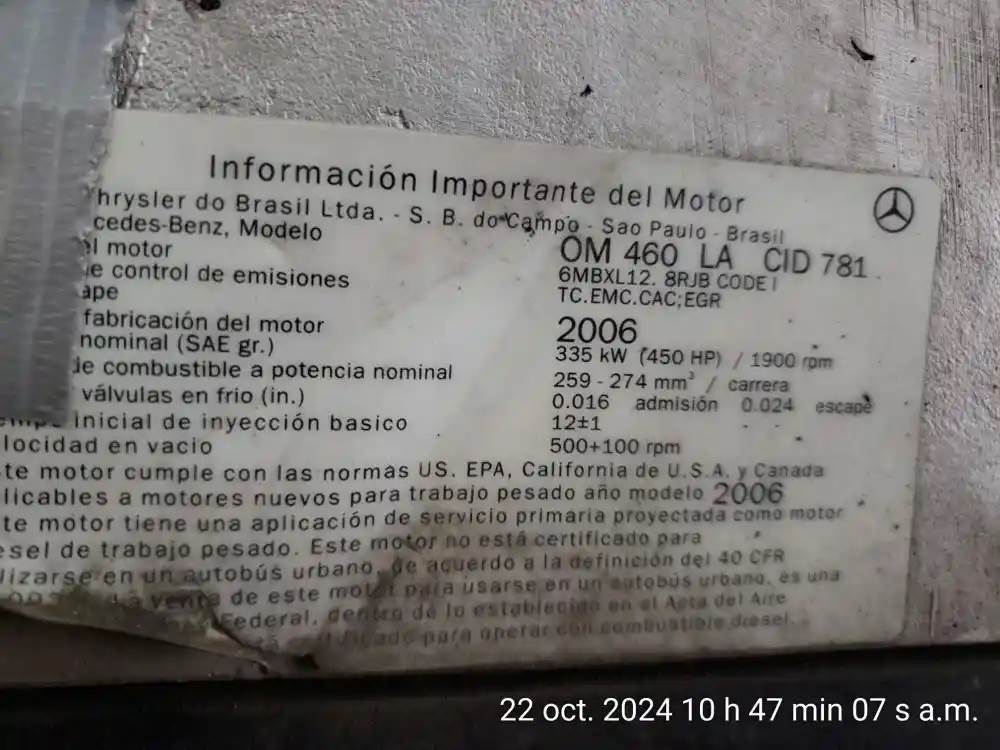 Información Importante del Motor
hrysler do Brasil Ltda. - S. B. do Campo - Sao Paulo - Brasil
cedes-Benz, Modelo OM 460 LA CID 781
el motor 6MBXL12. 8RJB CODE I
e control de emisiones TC.EMC.CAC;EGR
ape
fabricación del motor 2006
nominal (SAE gr.) 335 kW (450 HP) / 1900 rpm
de combustible a potencia nominal 259 - 274 mm³ / carrera
válvulas en frio (in.) 0.016 admisión 0.024 escape
inicial de inyección basico 12±1
locidad en vacio 500+100 rpm
te motor cumple con las normas US. EPA, California de U.S.A. y Canada
licables a motores nuevos para trabajo pesado año modelo 2006
te motor tiene una aplicación de servicio primaria proyectada como motor
esel de trabajo pesado. Este motor no está certificado para
lizarse en un autobús urbano, de acuerdo a la definición del 40 CFR
la venta de este motor para usarse en un autobús urbano, es una
Federal, dentro de lo establecido en el Acta del Aire
certificado para operar con combustible diesel.
22 oct. 2024 10 h 47 min 07 s a.m.